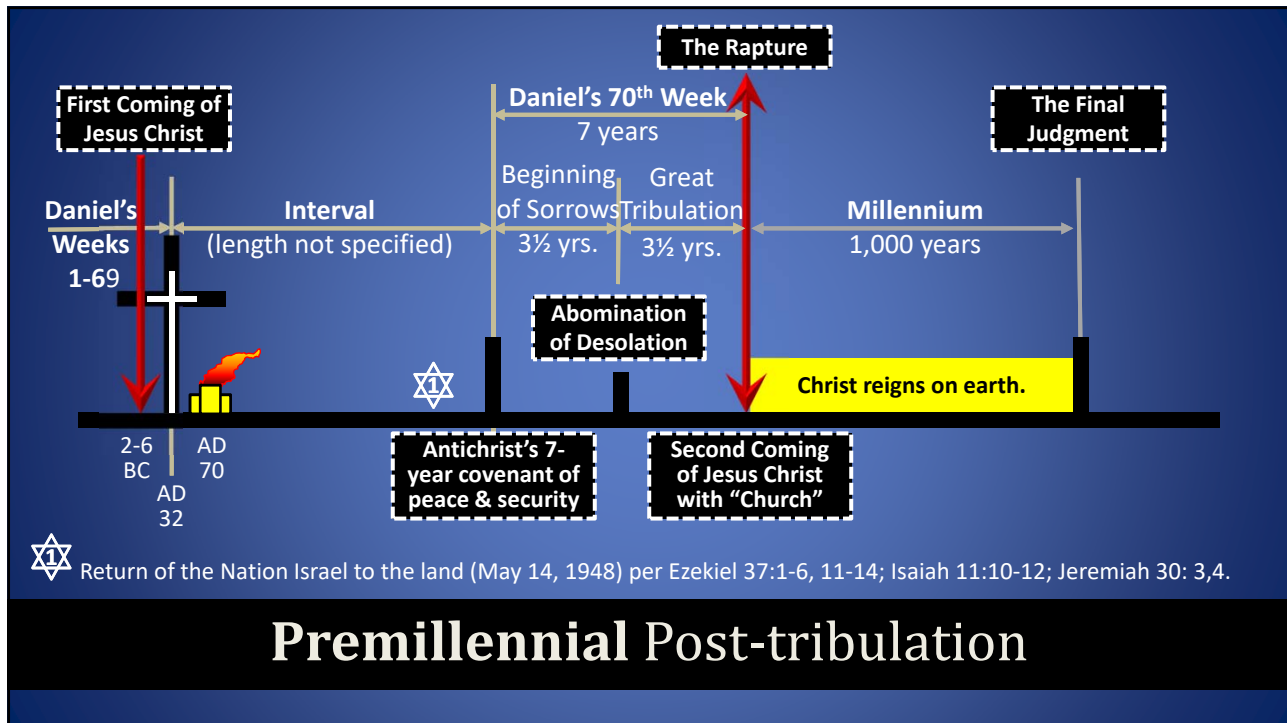 The Rapture
First Coming of
Jesus Christ
Daniel's 70th Week
7 years
The Final
Judgment
Beginning
of Sorrows
3½ yrs.
Great
Tribulation
3½ yrs.
Daniel's
Weeks
1-69
Interval
(length not specified)
Millennium
1,000 years
Abomination
of Desolation
1
Christ reigns on earth.
2-6
BC
AD
32
AD
70
Antichrist's 7-
year covenant of
peace & security
Second Coming
of Jesus Christ
with “Church”
1 Return of the Nation Israel to the land (May 14, 1948) per Ezekiel 37:1-6, 11-14; Isaiah 11:10-12; Jeremiah 30: 3,4.
Premillennial Post-tribulation